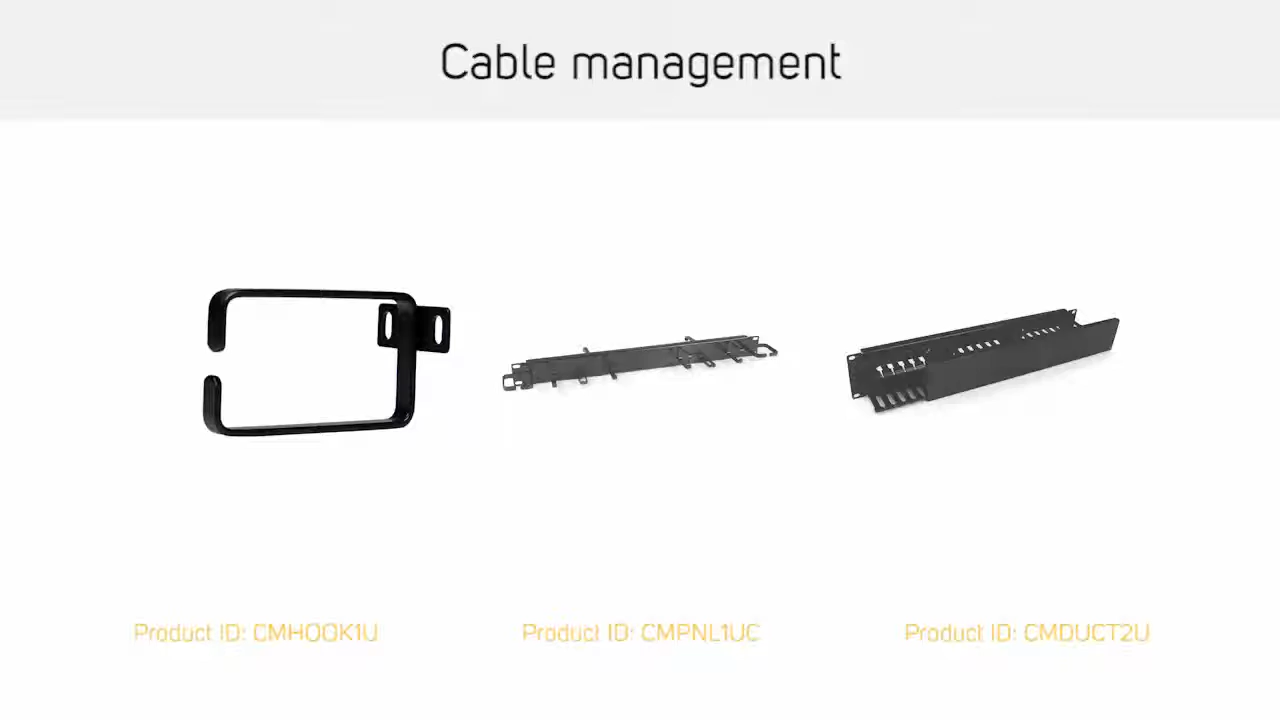 Cable management
Product ID: CMHOOK1U
Product ID: CMPNL1UC
Product ID: CMDUCT2U